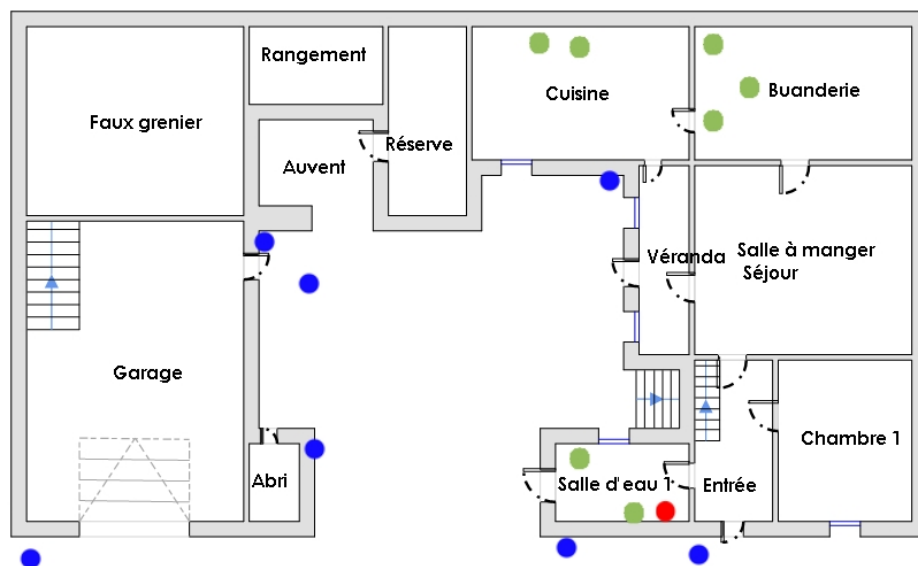 Rangement
Faux grenier
Cuisine
Buanderie
Auvent
Réserve
Véranda
Salle à manger
Séjour
Garage
Chambre 1
Abri
Salle d'eau 1
Entrée